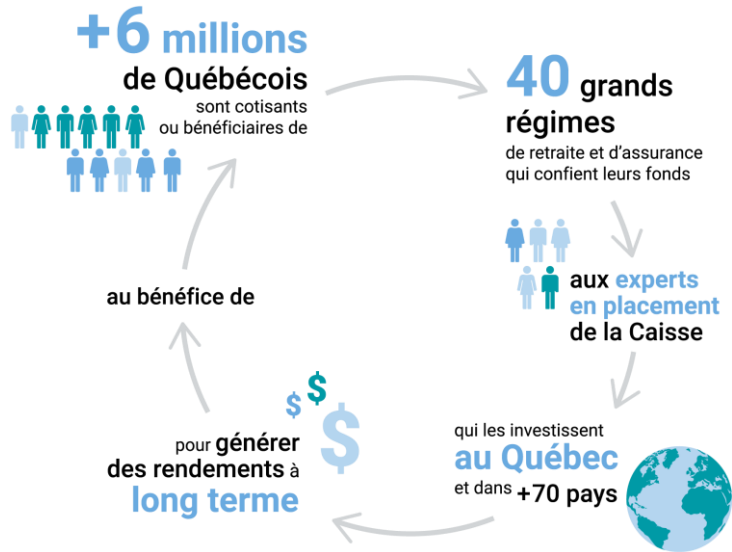 +6 millions
de Québécois
sont cotisants
ou bénéficiaires de
40 grands
régimes
de retraite et d'assurance
qui confient leurs fonds
aux experts
en placement
de la Caisse
qui les investissent
au Québec
et dans +70 pays
$
$
$
pour générer
des rendements à
long terme
au bénéfice de